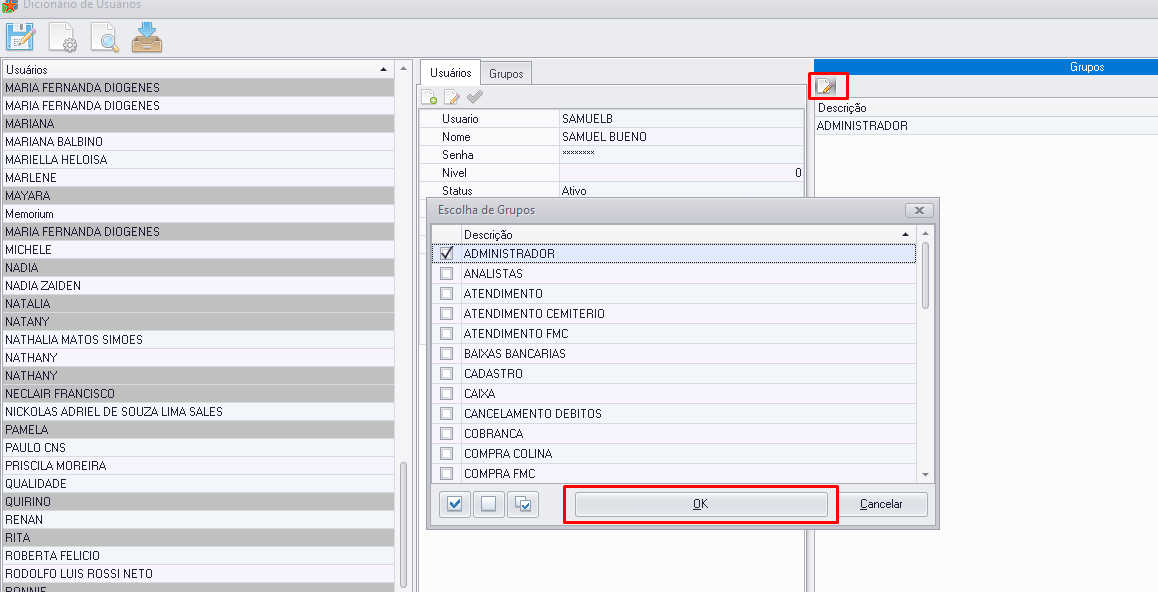 Dicionário de Usuários
Usuários
MARIA FERNANDA DIOGENES
MARIA FERNANDA DIOGENES
MARIANA
MARIANA BALBINO
MARIELLA HELOISA
MARLENE
MAYARA
Memorium
MARIA FERNANDA DIOGENES
MICHELE
NADIA
NADIA ZAIDEN
NATALIA
NATANY
NATHALIA MATOS SIMOES
NATHANY
NATHANY
NECLAIR FRANCISCO
NICKOLAS ADRIEL DE SOUZA LIMA SALES
PAMELA
PAULO CNS
PRISCILA MOREIRA
QUALIDADE
QUIRINO
RENAN
RITA
ROBERTA FELICIO
RODOLFO LUIS ROSSI NETO
RONNIE
Usuários Grupos
Usuario SAMUELB
Nome SAMUEL BUENO
Senha ********
Nivel 0
Status Ativo
Grupos
Descrição
ADMINISTRADOR
Escolha de Grupos
Descrição
ADMINISTRADOR
ANALISTAS
ATENDIMENTO
ATENDIMENTO CEMITERIO
ATENDIMENTO FMC
BAIXAS BANCARIAS
CADASTRO
CAIXA
CANCELAMENTO DEBITOS
COBRANCA
COMPRA COLINA
COMPRA FMC
OK Cancelar